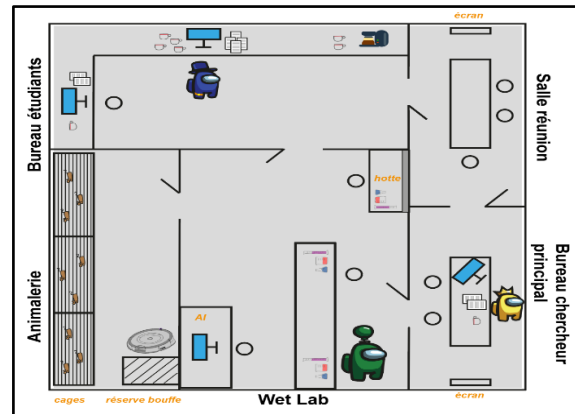 écran
Bureau étudiants
Salle réunion
hotte
Animalerie
Bureau chercheur
principal
AI
écran
cages
réserve bouffe
Wet Lab